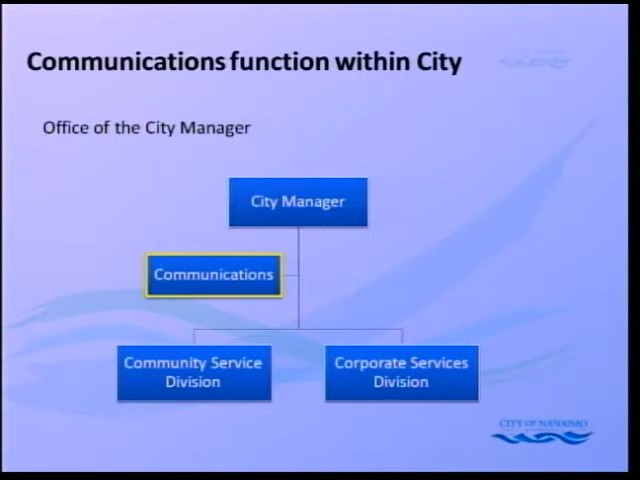 Communications function within City
Office of the City Manager
City Manager
Communications
Community Service
Division
Corporate Services
Division
CITY OF NANAIMO